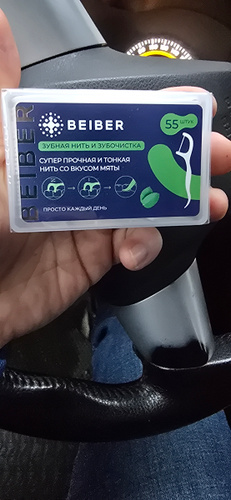 BEIBER
BEIBER
55 штук
ЗУБНАЯ НИТЬ И ЗУБОЧИСТКА
СУПЕР ПРОЧНАЯ И ТОНКАЯ
НИТЬ СО ВКУСОМ МЯТЫ
ПРОСТО КАЖДЫЙ ДЕНЬ